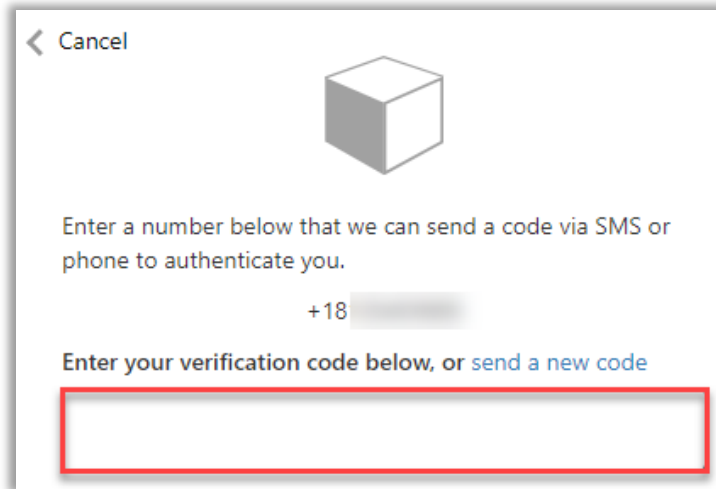 Cancel
Enter a number below that we can send a code via SMS or
phone to authenticate you.
+18
Enter your verification code below, or send a new code